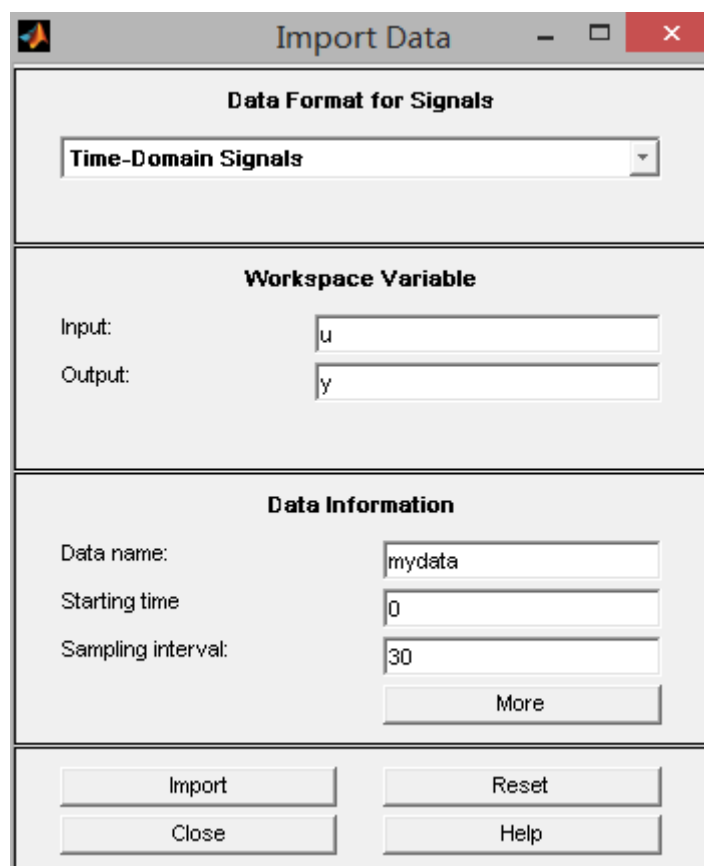 Import Data
Data Format for Signals
Time-Domain Signals
Workspace Variable
Input: u
Output: y
Data Information
Data name: mydata
Starting time 0
Sampling interval: 30
More
Import Reset
Close Help